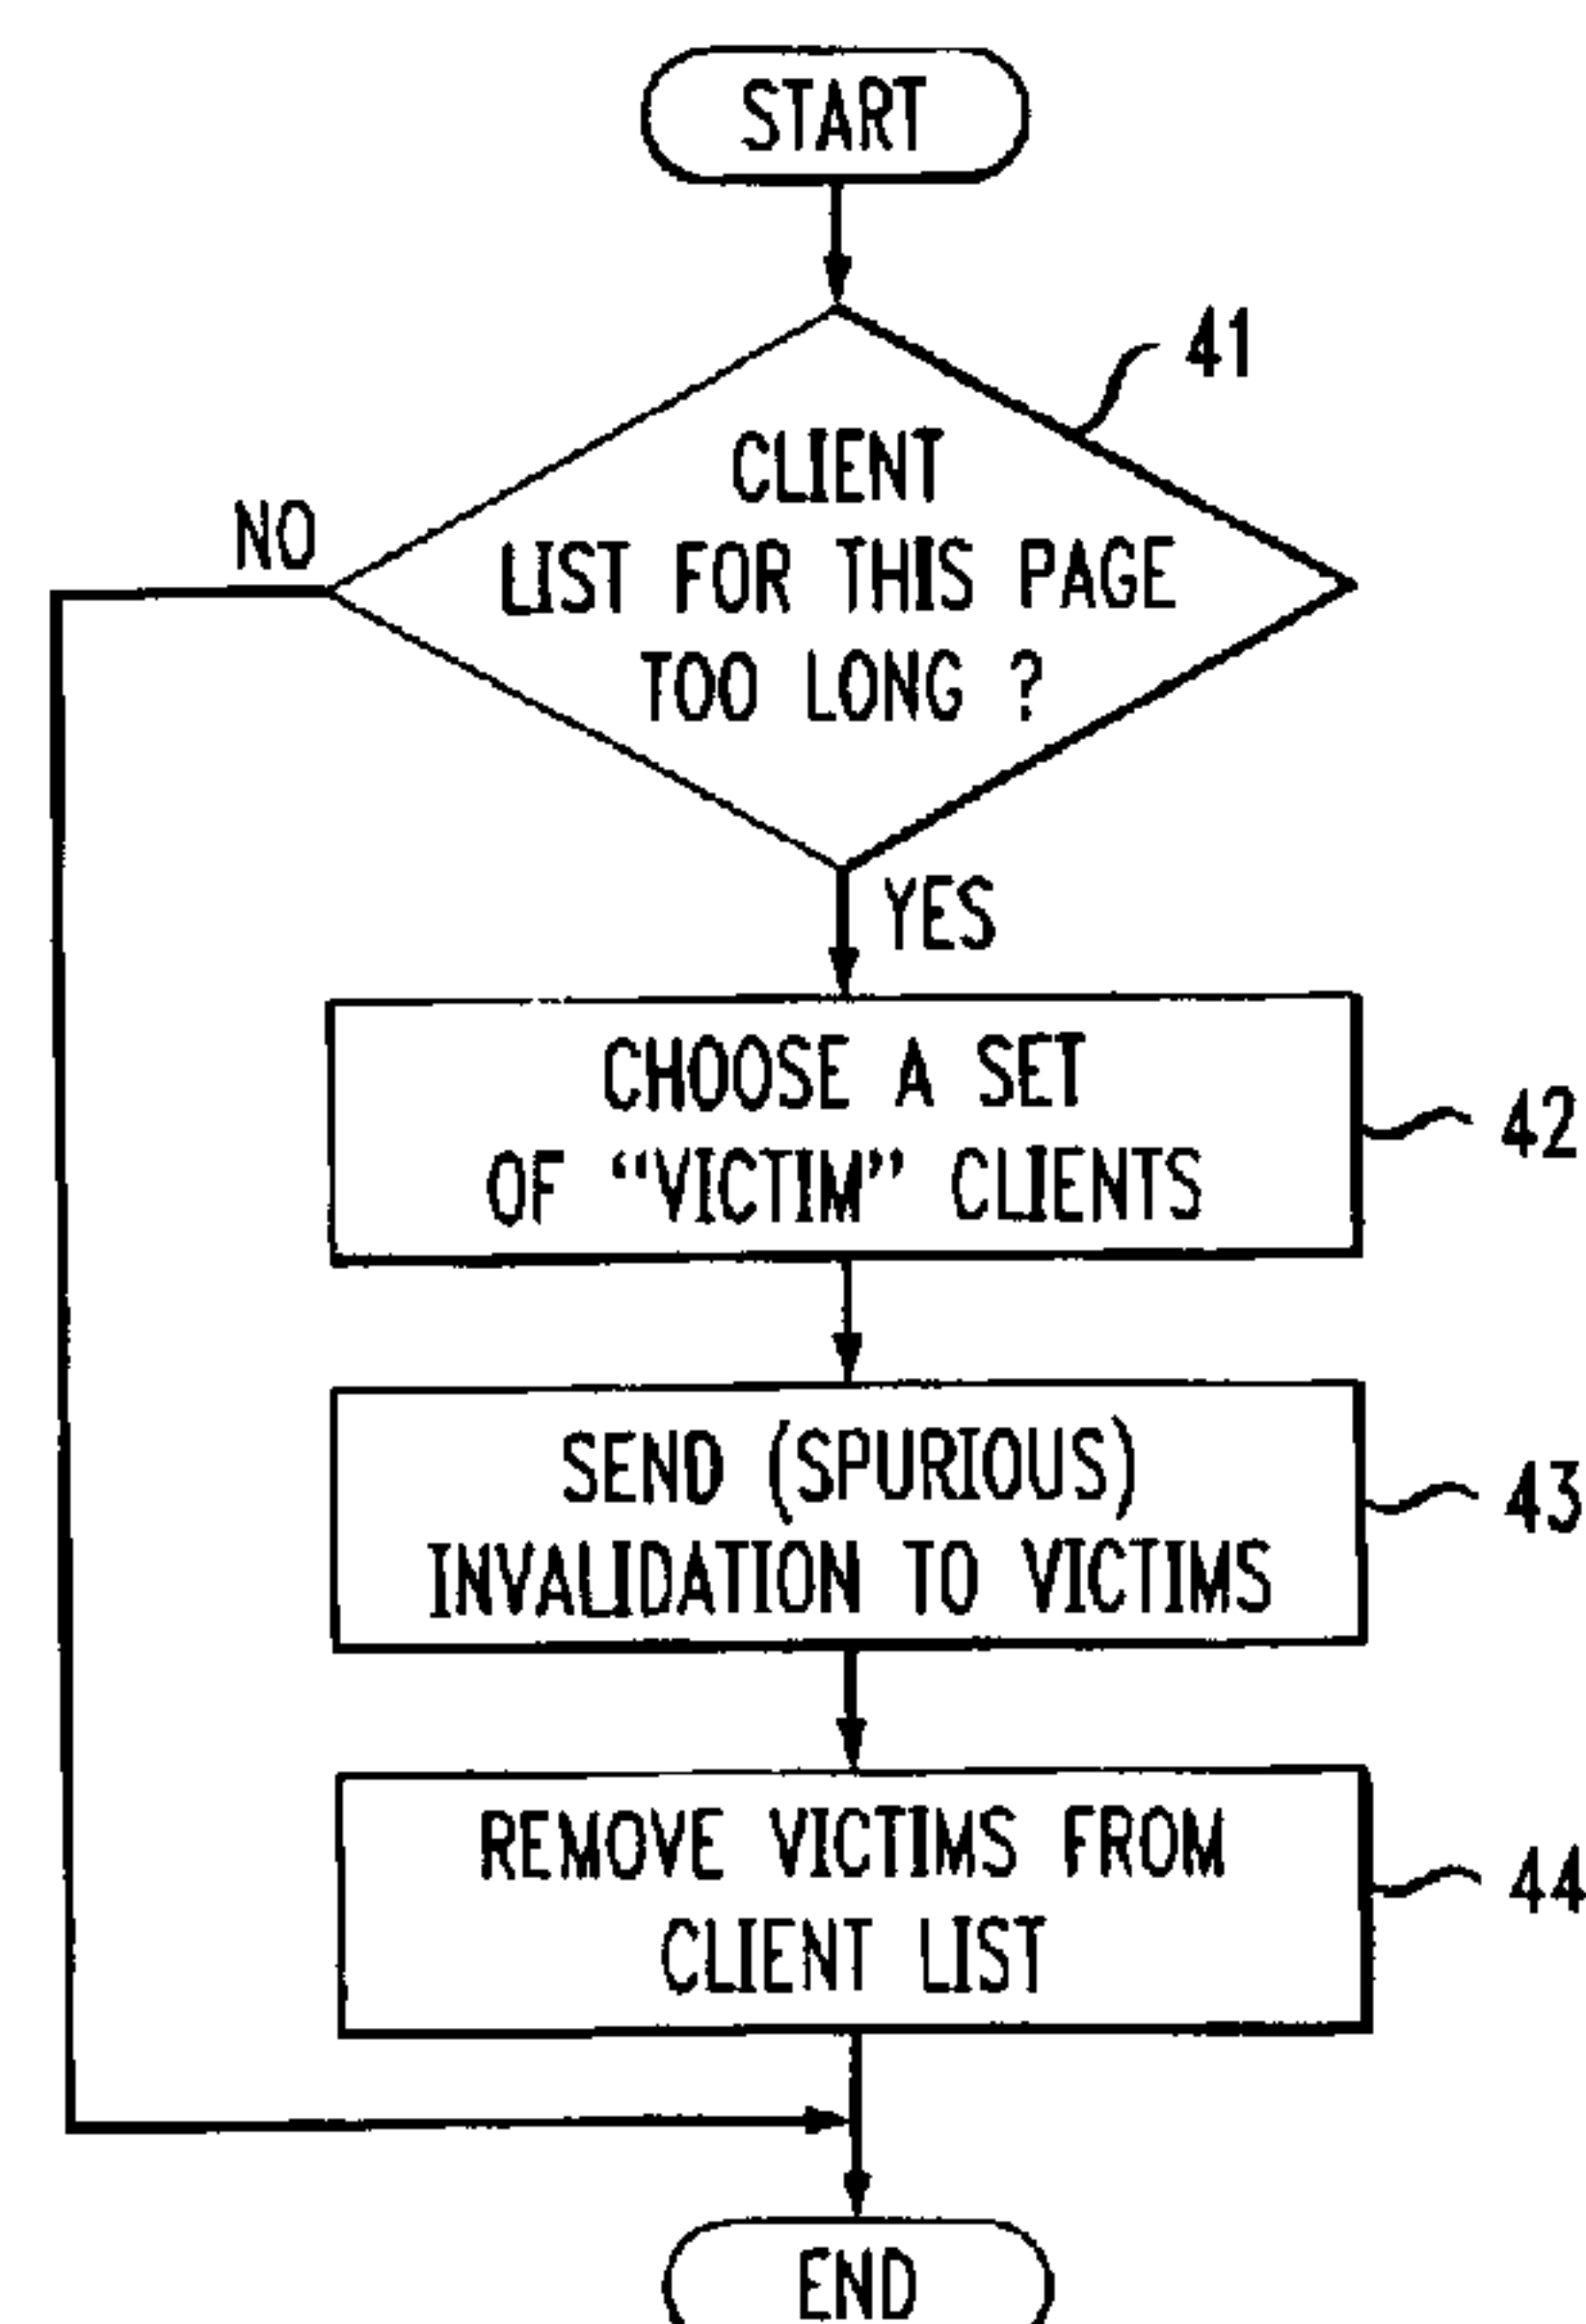 START
41
CLIENT
LIST FOR THIS PAGE
TOO LONG ?
NO
YES
CHOOSE A SET
OF “VICTIM” CLIENTS
42
SEND (SPURIOUS)
INVALIDATION TO VICTIMS
43
REMOVE VICTIMS FROM
CLIENT LIST
44
END